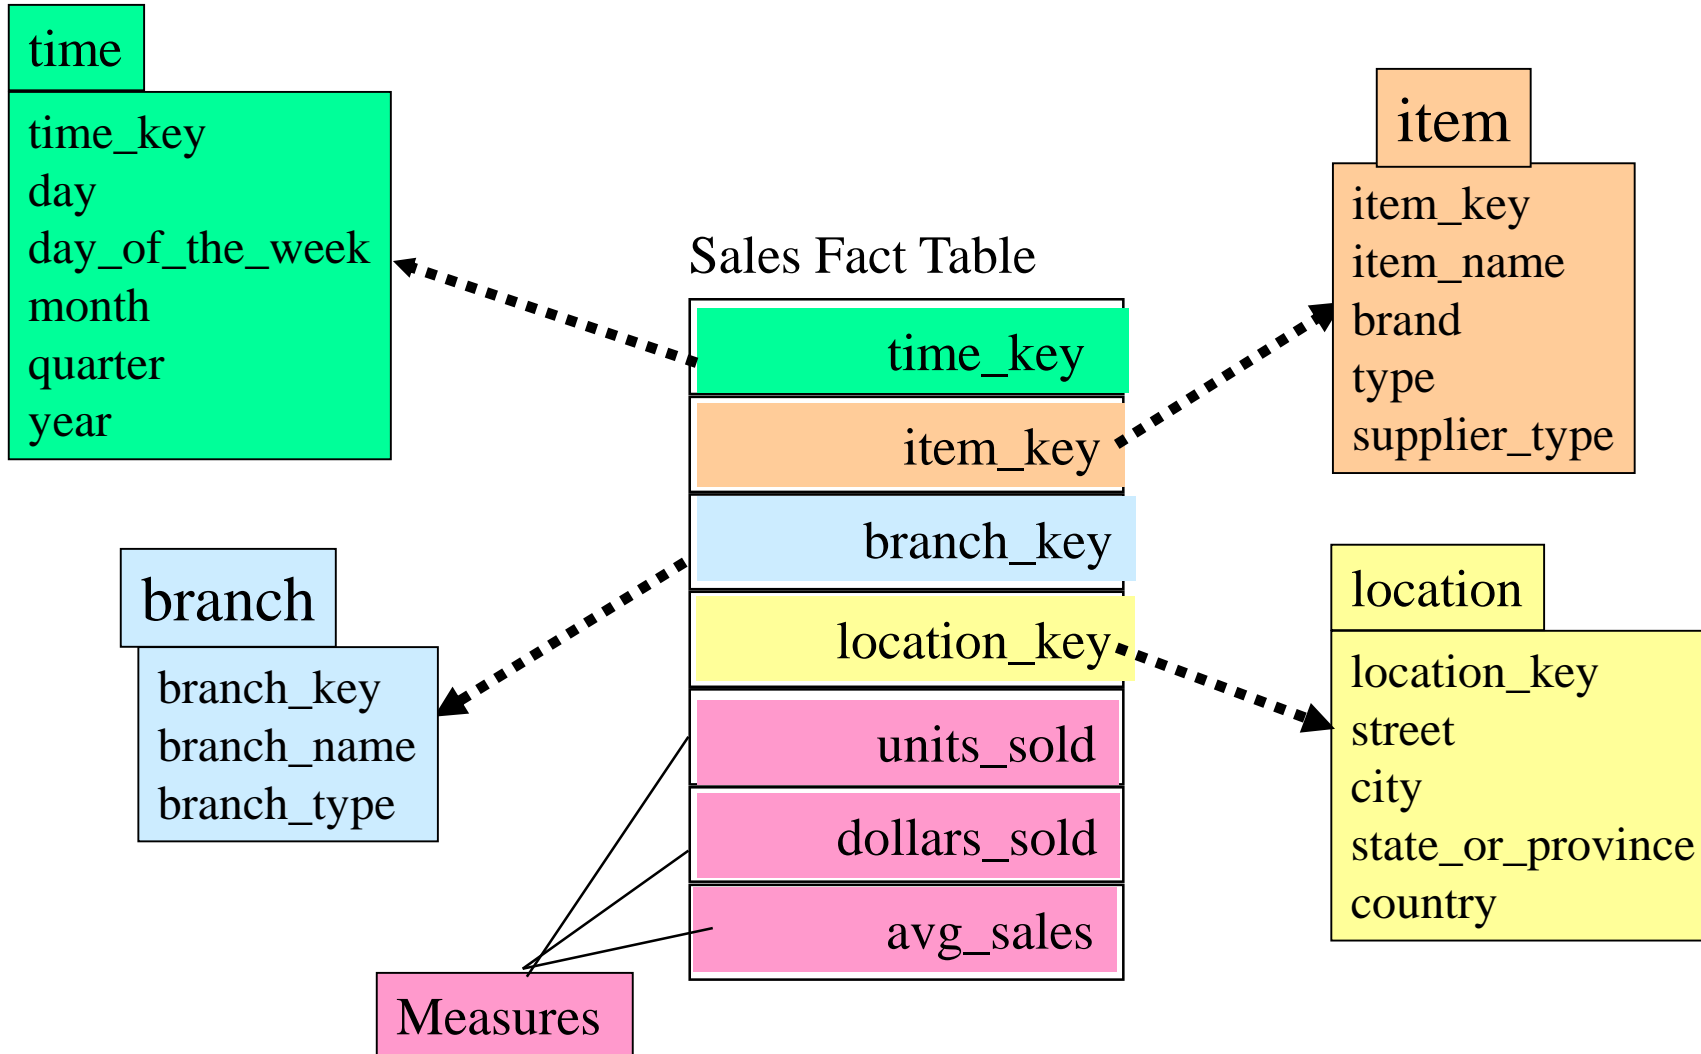 time
time_key
day
day_of_the_week
month
quarter
year
item
item_key
item_name
brand
type
supplier_type
Sales Fact Table
time_key
item_key
branch_key
location_key
units_sold
dollars_sold
avg_sales
branch
branch_key
branch_name
branch_type
location
location_key
street
city
state_or_province
country
Measures